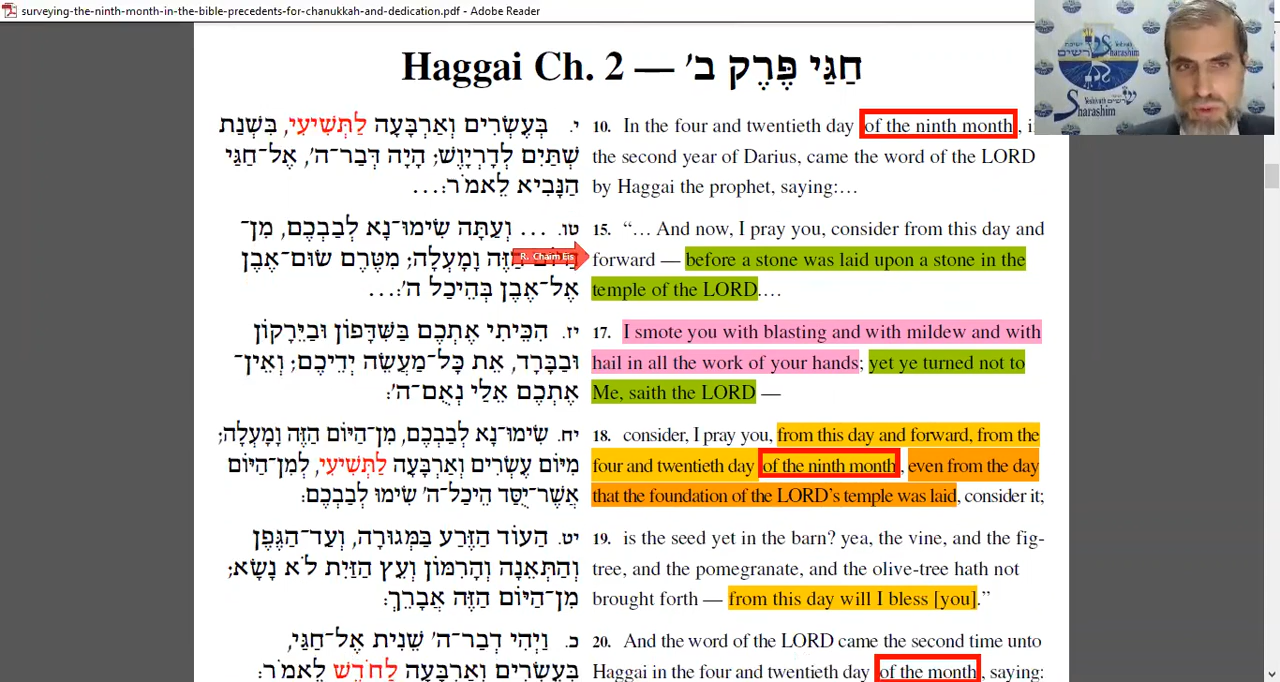 surveying-the-ninth-month-in-the-bible-precedents-for-chanukkah-and-dedication.pdf - Adobe Reader
Haggai Ch. 2 — חַגַּי פֶּרֶק ב׳
י. בְּעֶשְׂרִים וְאַרְבָּעָה לַתְּשִׁיעִי, בִּשְׁנַת
שְׁתַּיִם לְדָרְיָוֶשׁ; הָיָה דְּבַר־ה׳, אֶל־חַגַּי
הַנָּבִיא לֵאמֹר:…
10. In the four and twentieth day of the ninth month, i
the second year of Darius, came the word of the LORD
by Haggai the prophet, saying:…
טו. … וְעַתָּה שִׂימוּ־נָא לְבַבְכֶם, מִן־
הַזֶּה וָמָעְלָה; מִטֶּרֶם שׂוּם־אֶבֶן
אֶל־אֶבֶן בְּהֵיכַל ה׳:…
R. Chaim Eis
15. “… And now, I pray you, consider from this day and
forward — before a stone was laid upon a stone in the
temple of the LORD….
יז. הִכֵּיתִי אֶתְכֶם בַּשִּׁדָּפוֹן וּבַיֵּרָקוֹן
וּבַבָּרָד, אֵת כָּל־מַעֲשֵׂה יְדֵיכֶם; וְאֵין־
אֶתְכֶם אֵלַי נְאֻם־ה׳:
17. I smote you with blasting and with mildew and with
hail in all the work of your hands; yet ye turned not to
Me, saith the LORD —
יח. שִׂימוּ־נָא לְבַבְכֶם, מִן־הַיּוֹם הַזֶּה וָמָעְלָה;
מִיּוֹם עֶשְׂרִים וְאַרְבָּעָה לַתְּשִׁיעִי, לְמִן־הַיּוֹם
אֲשֶׁר־יֻסַּד הֵיכַל־ה׳ שִׂימוּ לְבַבְכֶם:
18. consider, I pray you, from this day and forward, from the
four and twentieth day of the ninth month, even from the day
that the foundation of the LORD’s temple was laid, consider it;
יט. הַעוֹד הַזֶּרַע בַּמְּגוּרָה, וְעַד־הַגֶּפֶן
וְהַתְּאֵנָה וְהָרִמּוֹן וְעֵץ הַזַּיִת לֹא נָשָׂא;
מִן־הַיּוֹם הַזֶּה אֲבָרֵךְ:
19. is the seed yet in the barn? yea, the vine, and the fig-
tree, and the pomegranate, and the olive-tree hath not
brought forth — from this day will I bless [you].”
כ. וַיְהִי דְבַר־ה׳ שֵׁנִית אֶל־חַגַּי,
בְּעֶשְׂרִים וְאַרְבָּעָה לַחֹדֶשׁ לֵאמֹר:
20. And the word of the LORD came the second time unto
Haggai in the four and twentieth day of the month, saying:
Sharashim